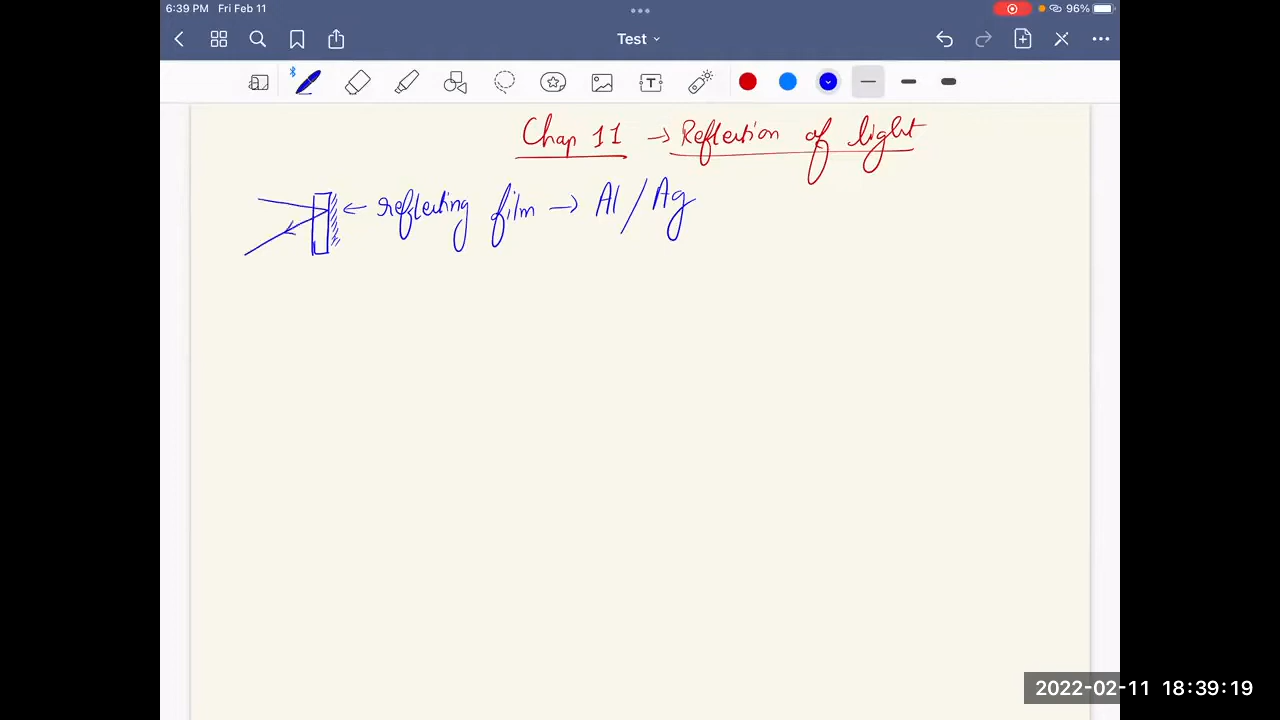 6:39 PM Fri Feb 11
96%
Test
T
Chap 11 → Reflection of light
← reflecting film → Al / Ag
2022-02-11 18:39:19